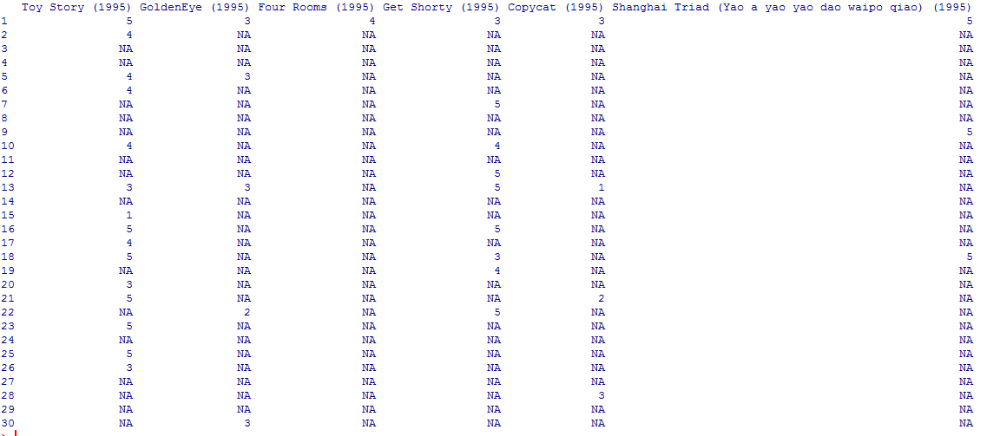 Toy Story (1995) GoldenEye (1995) Four Rooms (1995) Get Shorty (1995) Copycat (1995) Shanghai Triad (Yao a yao yao dao waipo qiao) (1995)
1 5 3 4 3 3 5
2 4 NA NA NA NA NA
3 NA NA NA NA NA NA
4 NA NA NA NA NA NA
5 4 3 NA NA NA NA
6 4 NA NA NA NA NA
7 NA NA NA 5 NA NA
8 NA NA NA NA NA NA
9 NA NA NA NA NA 5
10 4 NA NA 4 NA NA
11 NA NA NA NA NA NA
12 NA NA NA 5 NA NA
13 3 3 NA 5 1 NA
14 NA NA NA NA NA NA
15 1 NA NA NA NA NA
16 5 NA NA 5 NA NA
17 4 NA NA NA NA NA
18 5 NA NA 3 NA 5
19 NA NA NA 4 NA NA
20 3 NA NA NA NA NA
21 5 NA NA NA 2 NA
22 NA 2 NA 5 NA NA
23 5 NA NA NA NA NA
24 NA NA NA NA NA NA
25 5 NA NA NA NA NA
26 3 NA NA NA NA NA
27 NA NA NA NA NA NA
28 NA NA NA NA 3 NA
29 NA NA NA NA NA NA
30 NA 3 NA NA NA NA